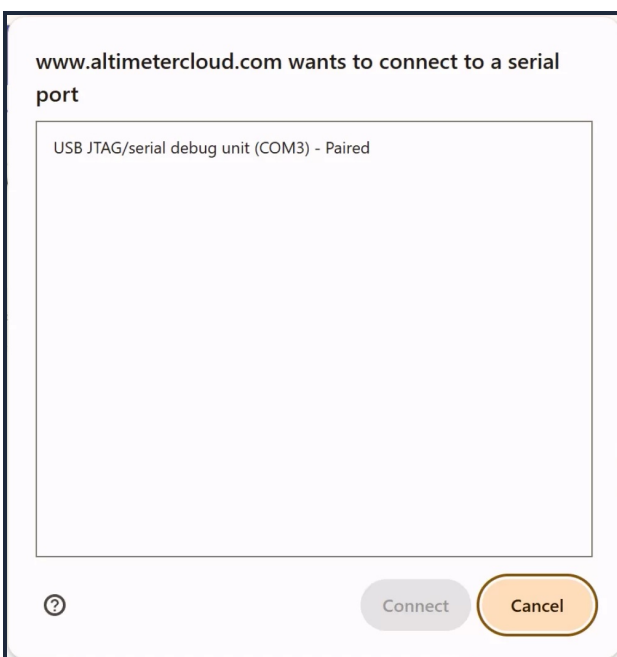 www.altimetercloud.com wants to connect to a serial
port
USB JTAG/serial debug unit (COM3) - Paired
Connect
Cancel